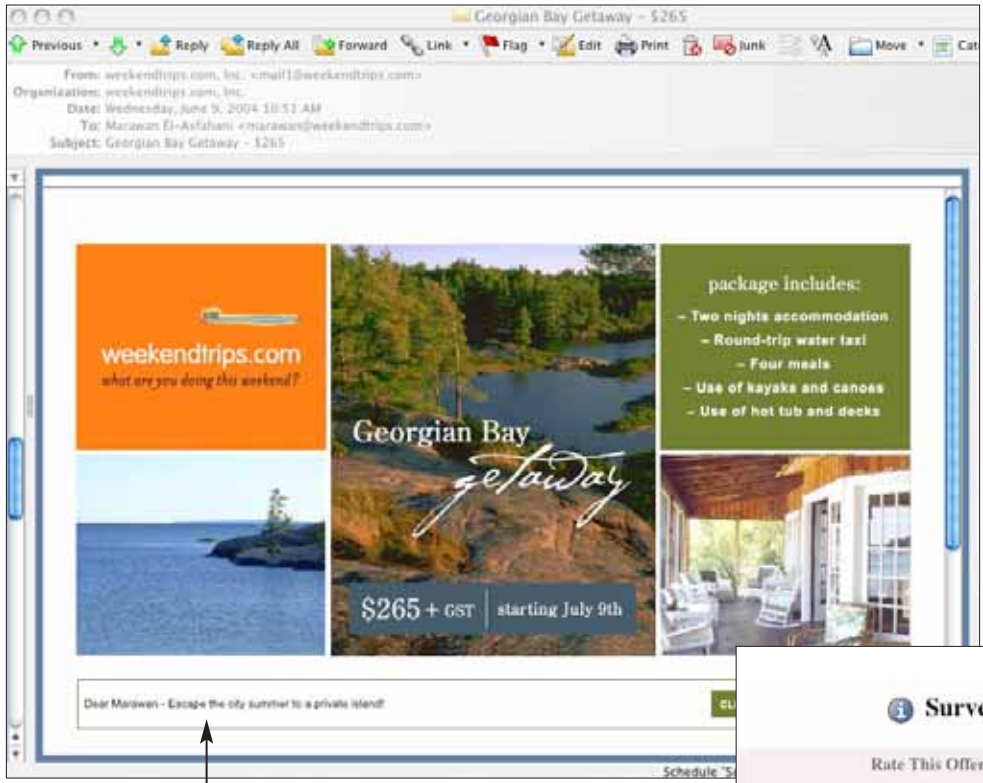 Georgian Bay Getaway - $265
Previous Reply Reply All Forward Link Flag Edit Print Junk Move
From: weekendtrips.com, Inc. <mail1@weekendtrips.com>
Organization: weekendtrips.com, Inc.
Date: Wednesday, June 9, 2004 10:52 AM
To: Marawan El-Asfahani <marawan@weekendtrips.com>
Subject: Georgian Bay Getaway - $265
weekendtrips.com
what are you doing this weekend?
Georgian Bay
getaway
$265 + GST
starting July 9th
package includes:
– Two nights accommodation
– Round-trip water taxi
– Four meals
– Use of kayaks and canoes
– Use of hot tub and decks
Dear Marawan - Escape the city summer to a private island!
Schedule
Rate This Offer